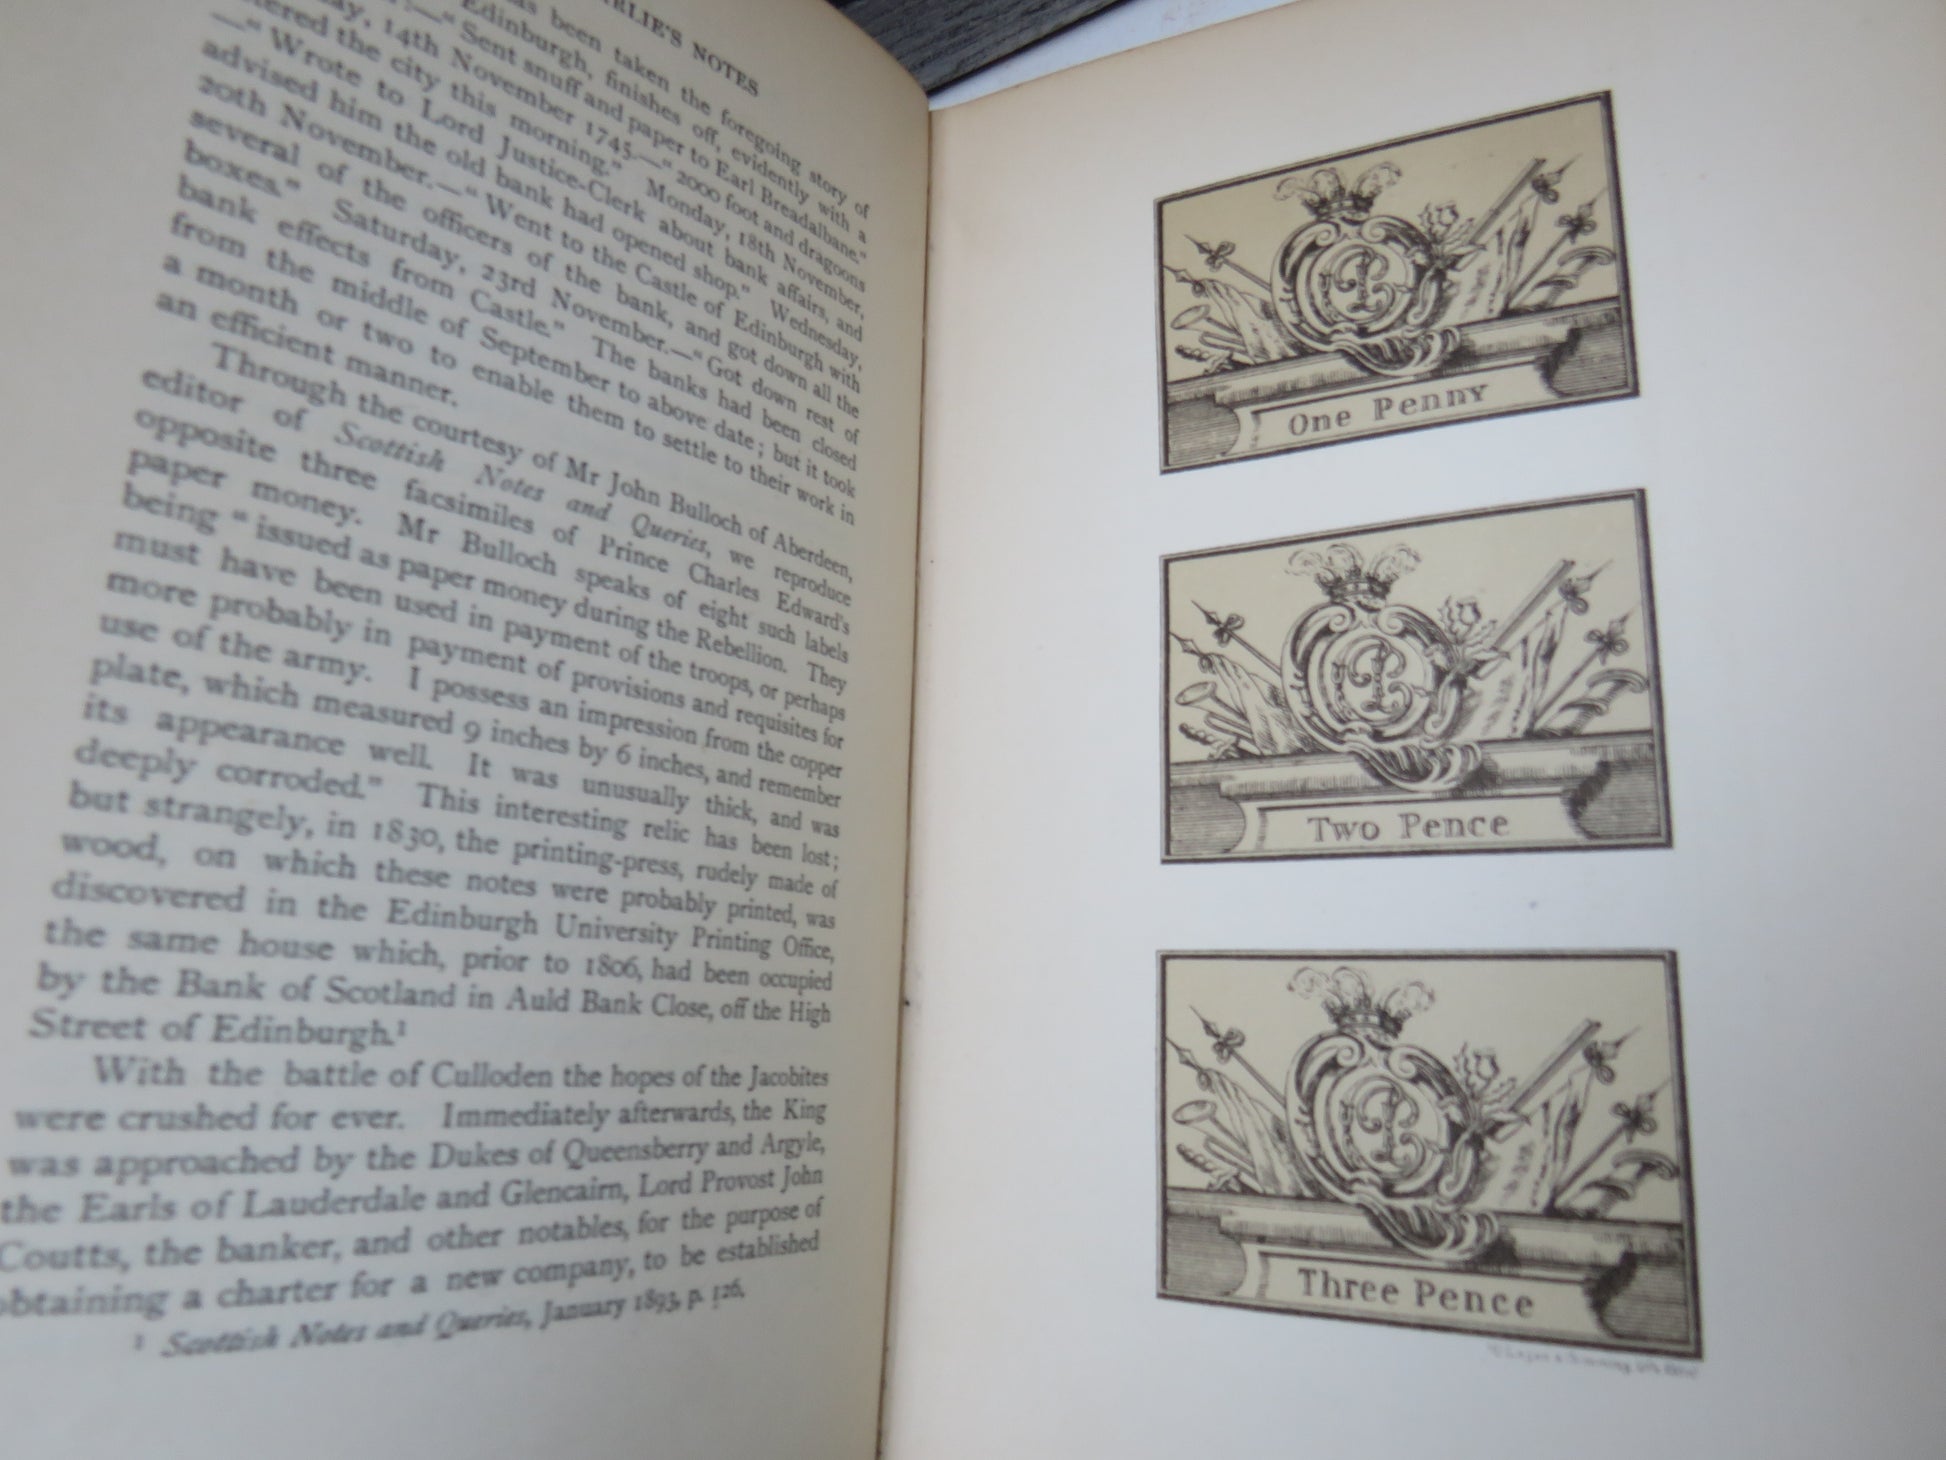 RLIE'S NOTES
has been taken the foregoing story of
Edinburgh, finishes off, evidently with a
:—"Sent snuff and paper to Earl Breadalbane."
14th November 1745.—"2000 foot and dragoons
the city this morning." Monday, 18th November,
—"Wrote to Lord Justice-Clerk about bank affairs, and
advised him the old bank had opened shop." Wednesday,
20th November.—"Went to the Castle of Edinburgh with
several of the officers of the bank, and got down all the
boxes." Saturday, 23rd November.—"Got down rest of
bank effects from Castle." The banks had been closed
from the middle of September to above date; but it took
a month or two to enable them to settle to their work in
an efficient manner.
Through the courtesy of Mr John Bulloch of Aberdeen,
editor of Scottish Notes and Queries, we reproduce
opposite three facsimiles of Prince Charles Edward's
paper money. Mr Bulloch speaks of eight such labels
being "issued as paper money during the Rebellion. They
must have been used in payment of the troops, or perhaps
more probably in payment of provisions and requisites for
use of the army. I possess an impression from the copper
plate, which measured 9 inches by 6 inches, and remember
its appearance well. It was unusually thick, and was
deeply corroded." This interesting relic has been lost;
but strangely, in 1830, the printing-press, rudely made of
wood, on which these notes were probably printed, was
discovered in the Edinburgh University Printing Office,
the same house which, prior to 1806, had been occupied
by the Bank of Scotland in Auld Bank Close, off the High
Street of Edinburgh.¹
With the battle of Culloden the hopes of the Jacobites
were crushed for ever. Immediately afterwards, the King
was approached by the Dukes of Queensberry and Argyle,
the Earls of Lauderdale and Glencairn, Lord Provost John
Coutts, the banker, and other notables, for the purpose of
obtaining a charter for a new company, to be established
¹ Scottish Notes and Queries, January 1893, p. 126.
One Penny
Two Pence
Three Pence